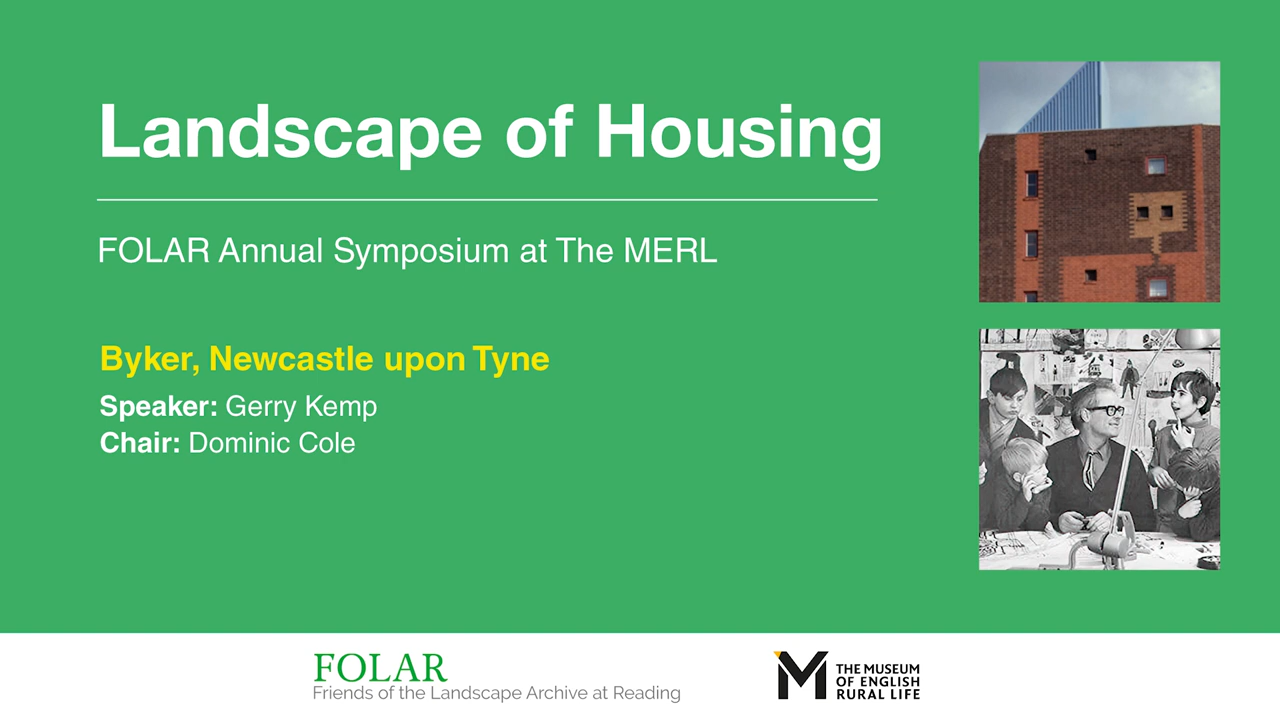 Landscape of Housing
FOLAR Annual Symposium at The MERL
Byker, Newcastle upon Tyne
Speaker: Gerry Kemp
Chair: Dominic Cole
FOLAR
Friends of the Landscape Archive at Reading
THE MUSEUM
OF ENGLISH
RURAL LIFE